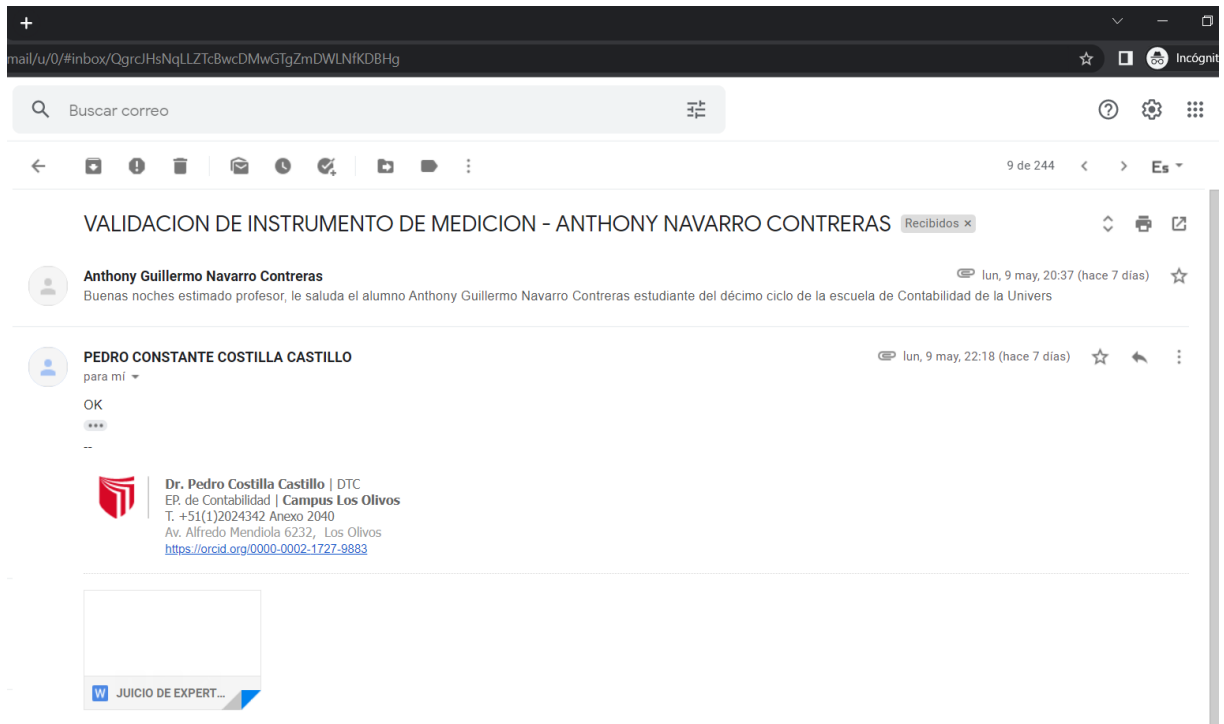 +
mail/u/0/#inbox/QgrcJHsNqLLZTcBwcDMwGTgZmDWLNfKDBHg
Incógnit
Buscar correo
9 de 244
Es
VALIDACION DE INSTRUMENTO DE MEDICION - ANTHONY NAVARRO CONTRERAS Recibidos ×
Anthony Guillermo Navarro Contreras lun, 9 may, 20:37 (hace 7 días)
Buenas noches estimado profesor, le saluda el alumno Anthony Guillermo Navarro Contreras estudiante del décimo ciclo de la escuela de Contabilidad de la Univers
PEDRO CONSTANTE COSTILLA CASTILLO lun, 9 may, 22:18 (hace 7 días)
para mí
OK
--
Dr. Pedro Costilla Castillo | DTC
EP. de Contabilidad | Campus Los Olivos
T. +51(1)2024342 Anexo 2040
Av. Alfredo Mendiola 6232, Los Olivos
https://orcid.org/0000-0002-1727-9883
W JUICIO DE EXPERT...